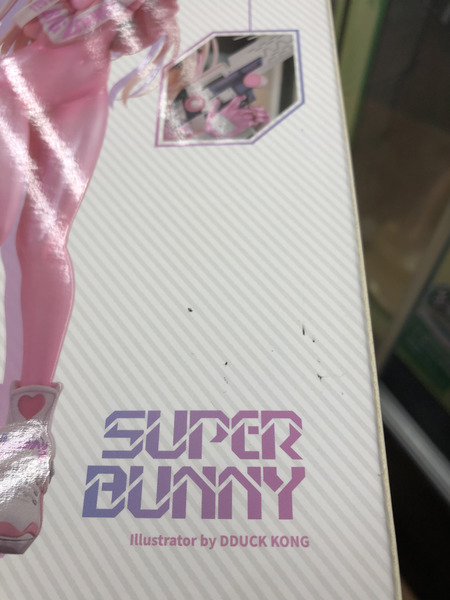 SUPER
BUNNY
Illustrator by DDUCK KONG